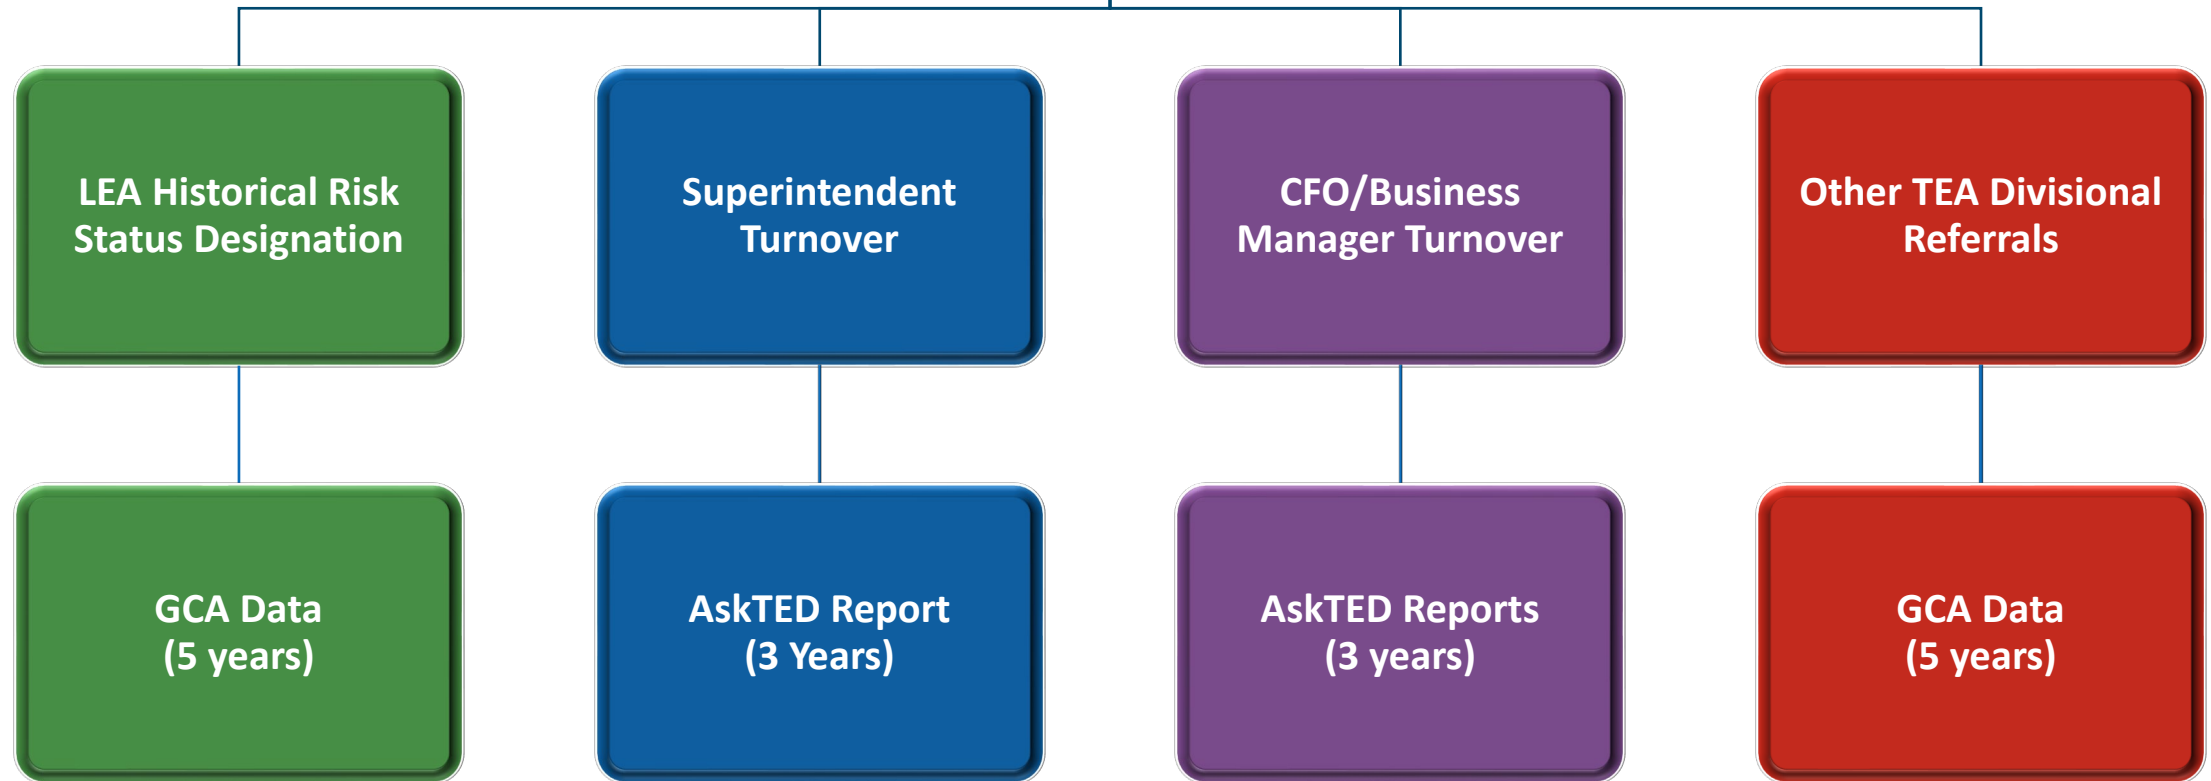 LEA Historical Risk
Status Designation
Superintendent
Turnover
CFO/Business
Manager Turnover
Other TEA Divisional
Referrals
GCA Data
(5 years)
AskTED Report
(3 Years)
AskTED Reports
(3 years)
GCA Data
(5 years)